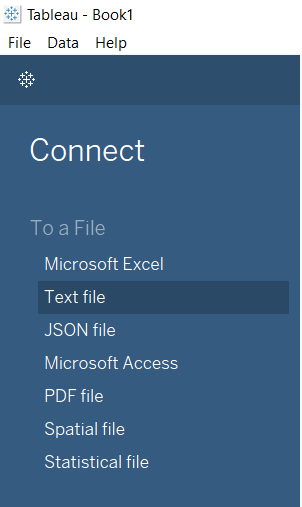 Tableau - Book1
File Data Help
Connect
To a File
Microsoft Excel
Text file
JSON file
Microsoft Access
PDF file
Spatial file
Statistical file